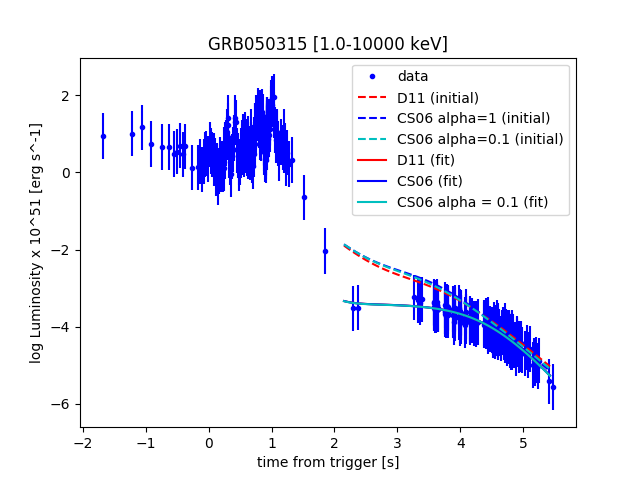 GRB050315 [1.0-10000 keV]
data
D11 (initial)
CS06 alpha=1 (initial)
CS06 alpha=0.1 (initial)
D11 (fit)
CS06 (fit)
CS06 alpha = 0.1 (fit)
log Luminosity x 10^51 [erg s^-1]
2
0
−2
−4
−6
−2 −1 0 1 2 3 4 5
time from trigger [s]